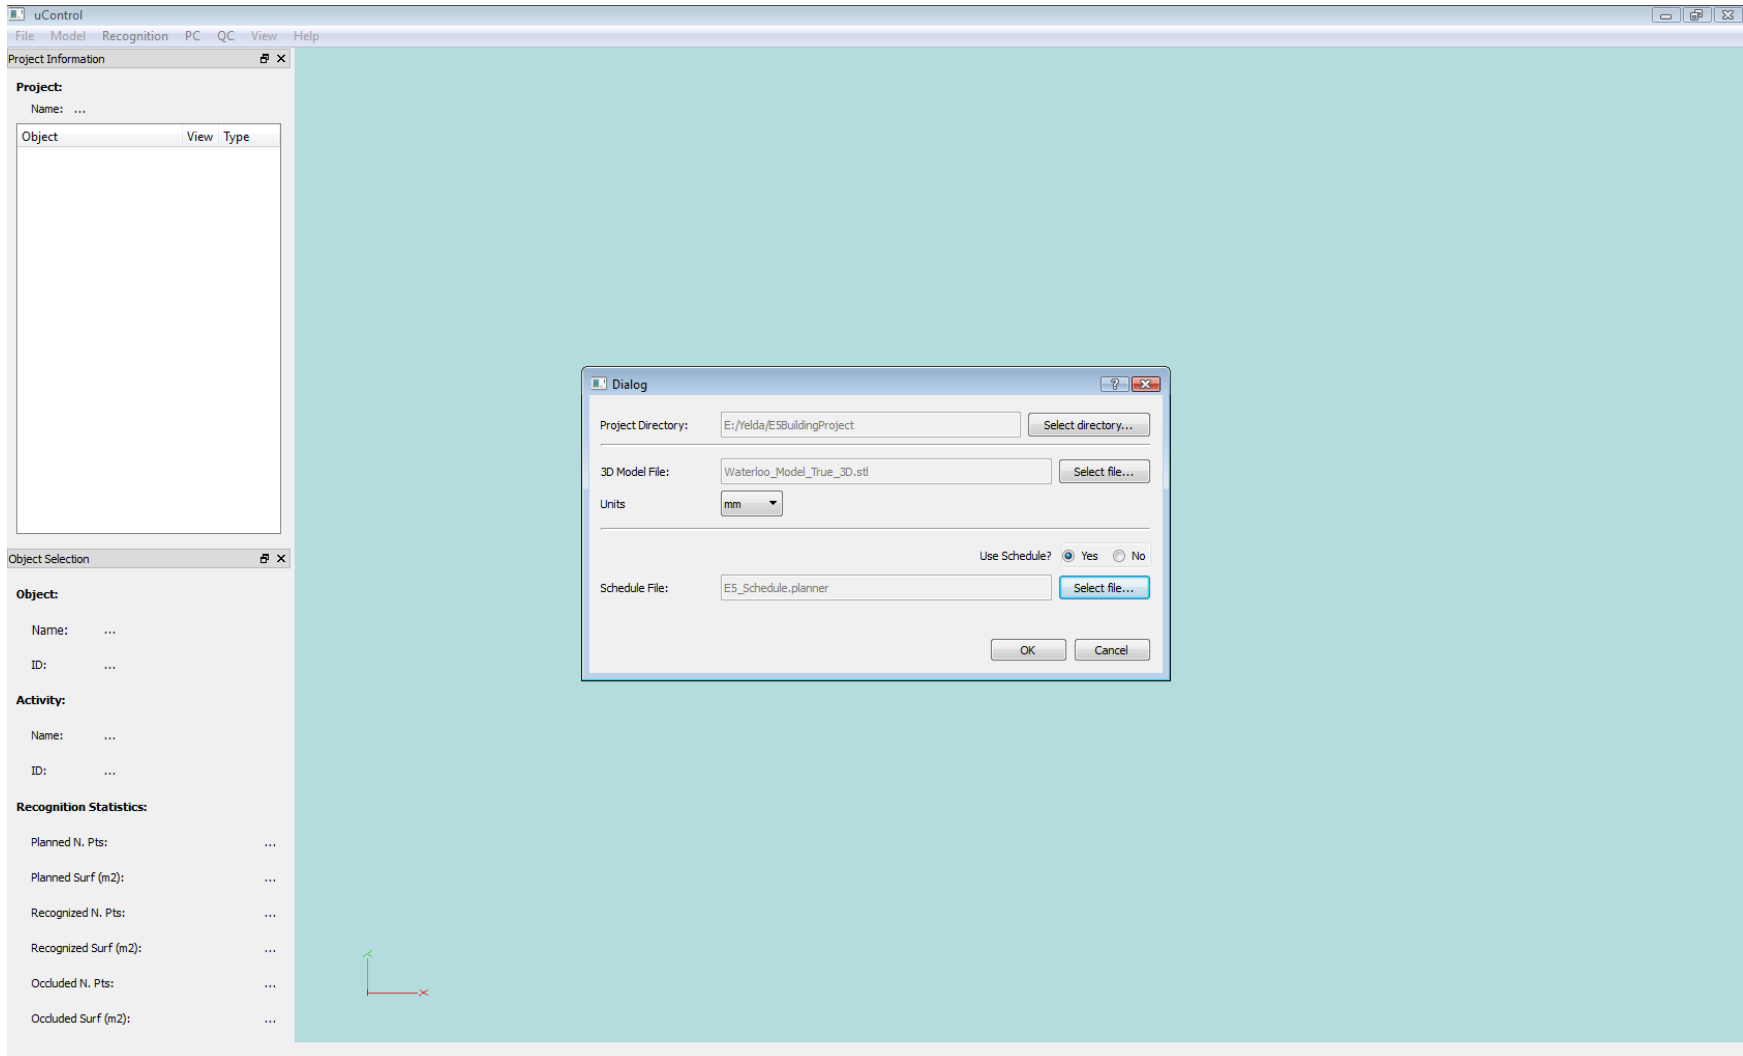 uControl
File Model Recognition PC QC View Help
Project Information
Project:
Name: ...
Object View Type
Dialog
Project Directory: E:/Yelda/E5BuildingProject Select directory...
3D Model File: Waterloo_Model_True_3D.stl Select file...
Units mm
Use Schedule? Yes No
Schedule File: E5_Schedule.planner Select file...
OK Cancel
Object Selection
Object:
Name: ...
ID: ...
Activity:
Name: ...
ID: ...
Recognition Statistics:
Planned N. Pts: ...
Planned Surf (m2): ...
Recognized N. Pts: ...
Recognized Surf (m2): ...
Occluded N. Pts: ...
Occluded Surf (m2): ...
Y
X